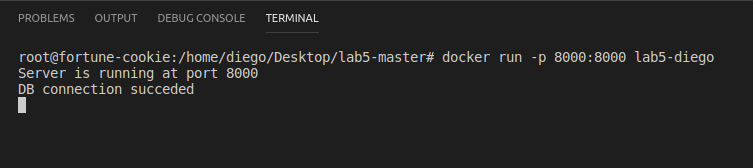 PROBLEMS OUTPUT DEBUG CONSOLE TERMINAL
root@fortune-cookie:/home/diego/Desktop/lab5-master# docker run -p 8000:8000 lab5-diego
Server is running at port 8000
DB connection succeded